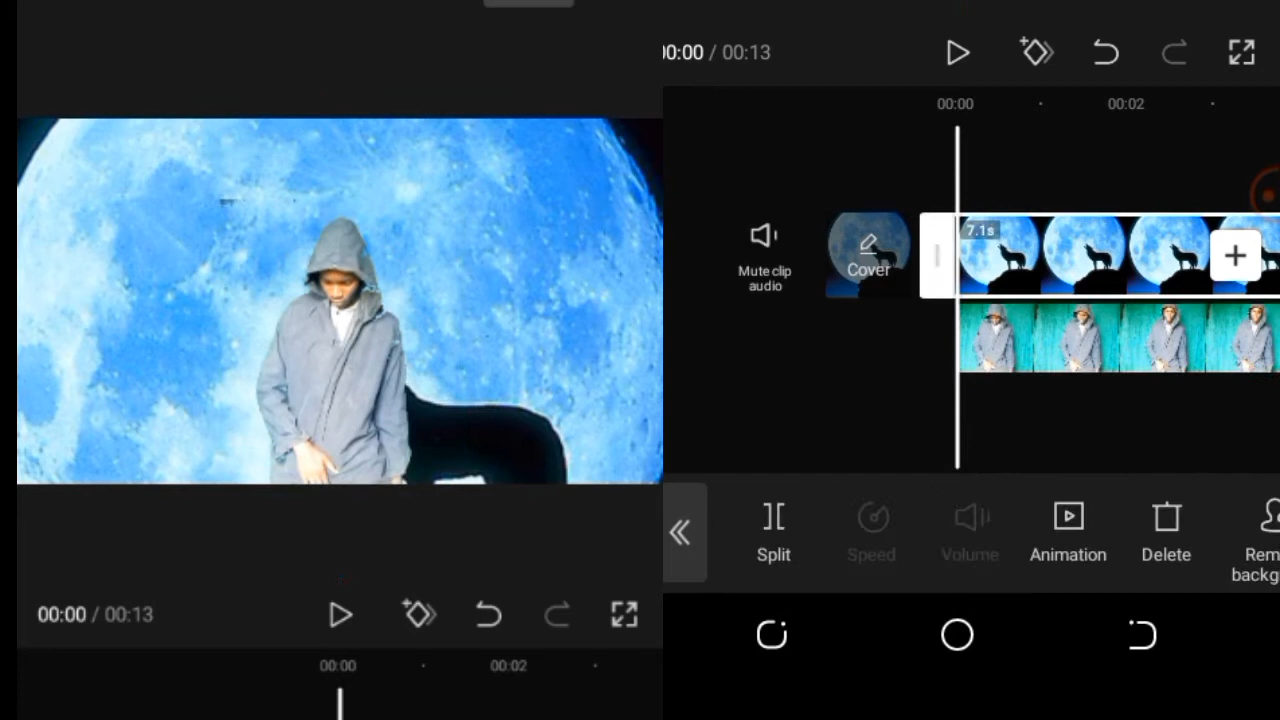 00:00 / 00:13
00:00
00:02
0:00 / 00:13
00:00
00:02
Mute clip
audio
Cover
7.1s
Split
Speed
Volume
Animation
Delete
Rem
backg